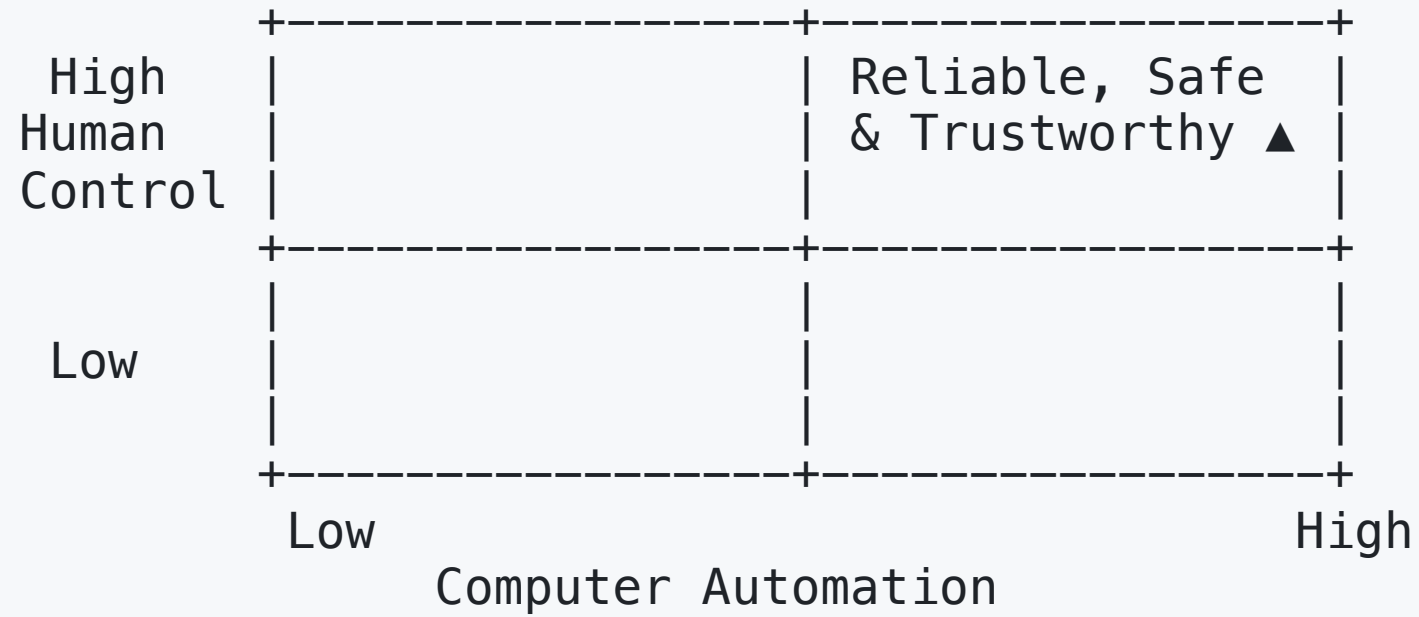 High
Reliable, Safe
Human
& Trustworthy ▲
Control
Low
Low
High
Computer Automation